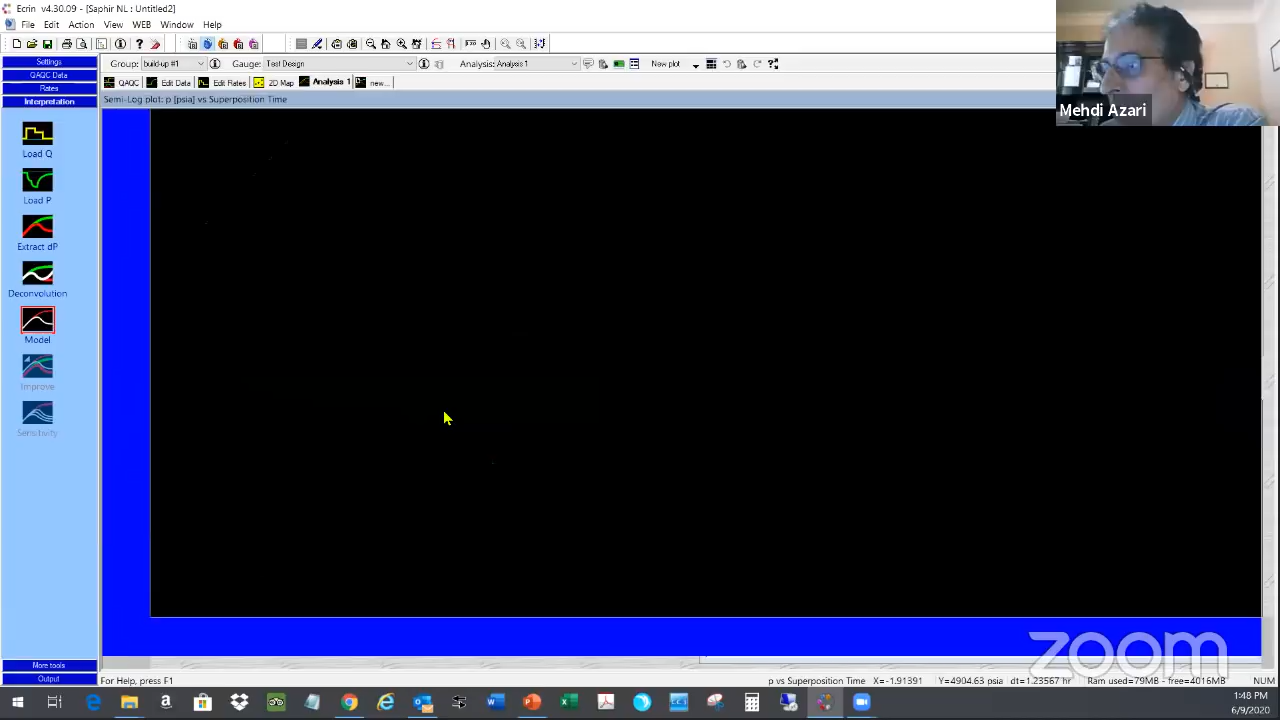 Ecrin v4.30.09 - [Saphir NL : Untitled2]
File Edit Action View WEB Window Help
Settings
QAQC Data
Rates
Interpretation
Group: build-up #1 Gauge: Test Design Analysis: Analysis 1 New plot
QAQC Edit Data Edit Rates 2D Map Analysis 1 new...
Semi-Log plot: p [psia] vs Superposition Time
Mehdi Azari
Load Q
Load P
Extract dP
Deconvolution
Model
Improve
Sensitivity
More tools
Output
zoom
For Help, press F1
p vs Superposition Time X=-1.91391 Y=4904.63 psia dt=1.23567 hr Ram used=79MB - free=4016MB NUM
1:48 PM
6/9/2020